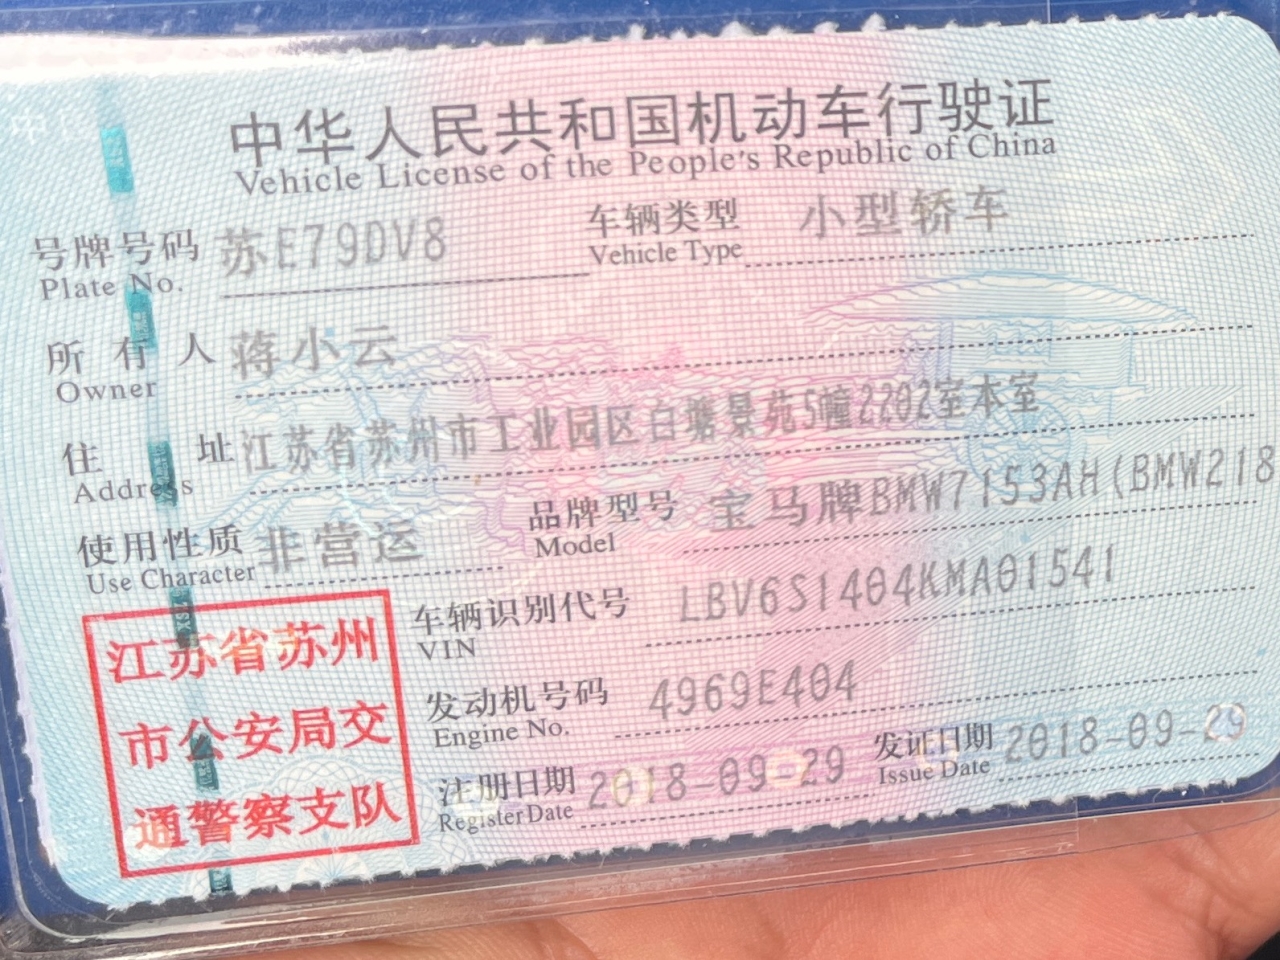 中华人民共和国机动车行驶证
Vehicle License of the People's Republic of China
号牌号码 苏E79DV8 车辆类型 小型轿车
Plate No. Vehicle Type
所有人 蒋小云
Owner
住址 江苏省苏州市工业园区白塘景苑5幢2202室本室
Address
使用性质 非营运 品牌型号 宝马牌BMW7153AH(BMW218
Use Character Model
车辆识别代号 LBV6S1404KMA01541
VIN
发动机号码 4969E404
Engine No.
注册日期 2018-09-29 发证日期 2018-09-29
Register Date Issue Date
江苏省苏州
市公安局交
通警察支队